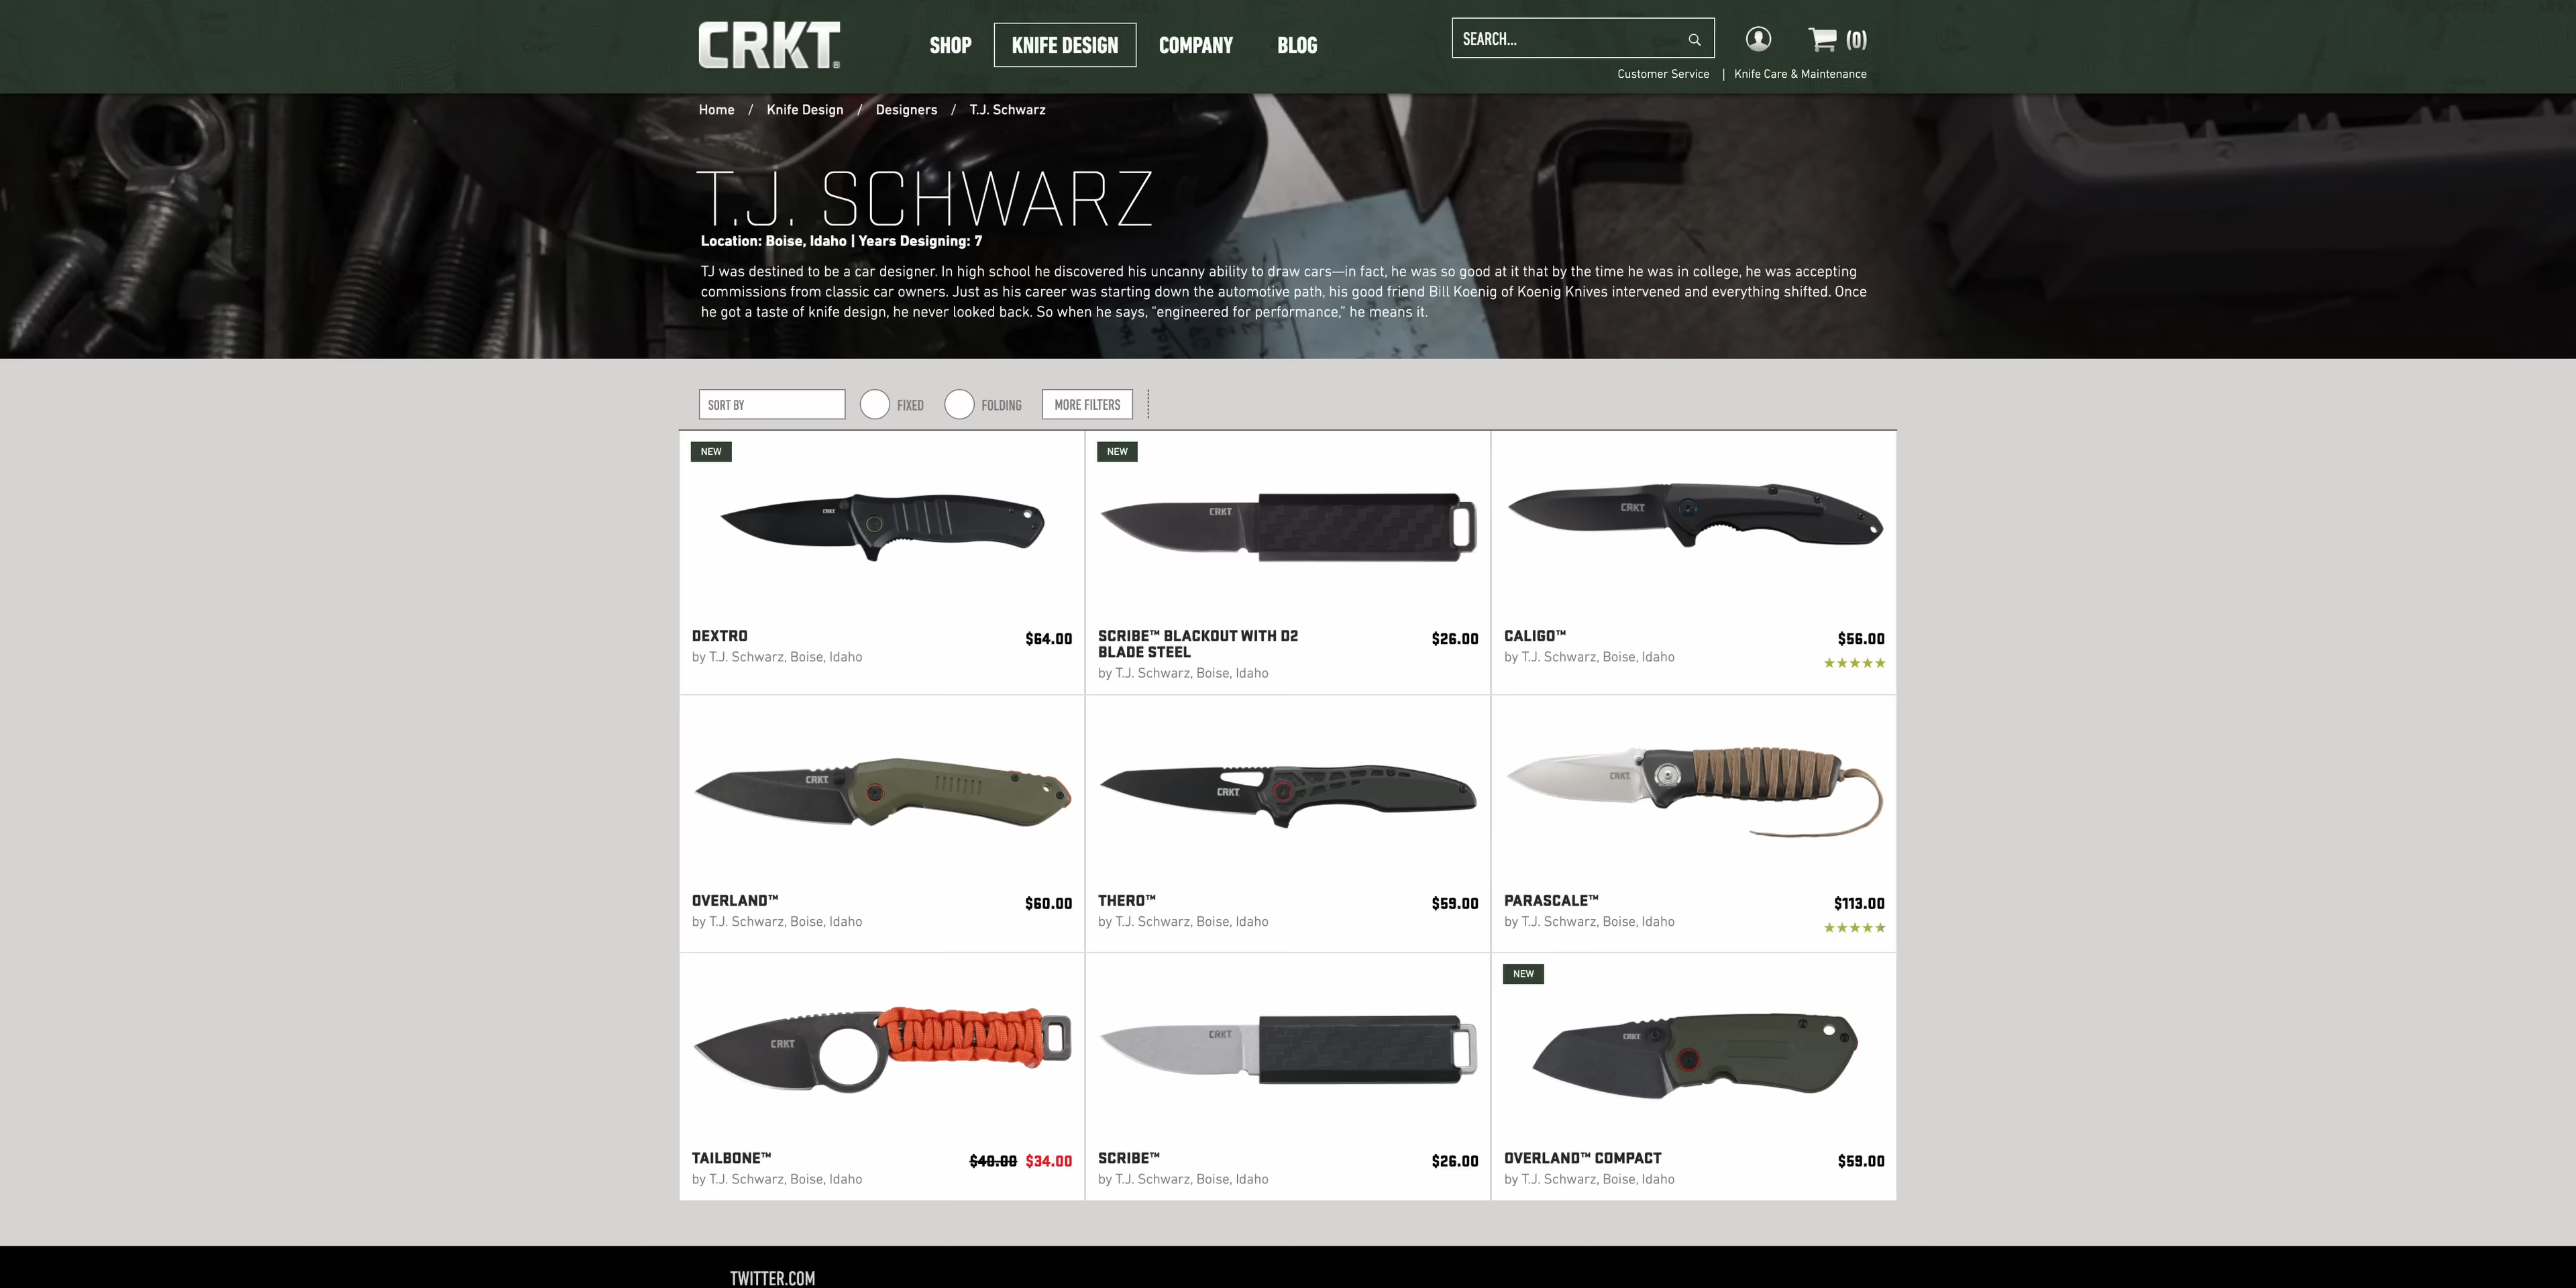 CRKT
SHOP
KNIFE DESIGN
COMPANY
BLOG
SEARCH...
(0)
Customer Service | Knife Care & Maintenance
Home / Knife Design / Designers / T.J. Schwarz
T.J. SCHWARZ
Location: Boise, Idaho | Years Designing: 7
TJ was destined to be a car designer. In high school he discovered his uncanny ability to draw cars—in fact, he was so good at it that by the time he was in college, he was accepting
commissions from classic car owners. Just as his career was starting down the automotive path, his good friend Bill Koenig of Koenig Knives intervened and everything shifted. Once
he got a taste of knife design, he never looked back. So when he says, “engineered for performance,” he means it.
SORT BY
FIXED
FOLDING
MORE FILTERS
NEW
CRKT
DEXTRO
$64.00
by T.J. Schwarz, Boise, Idaho
NEW
CRKT
SCRIBE™ BLACKOUT WITH D2
BLADE STEEL
$26.00
by T.J. Schwarz, Boise, Idaho
CRKT
CALIGO™
$56.00
by T.J. Schwarz, Boise, Idaho
CRKT
OVERLAND™
$60.00
by T.J. Schwarz, Boise, Idaho
CRKT
THERO™
$59.00
by T.J. Schwarz, Boise, Idaho
CRKT
PARASCALE™
$113.00
by T.J. Schwarz, Boise, Idaho
CRKT
TAILBONE™
$40.00 $34.00
by T.J. Schwarz, Boise, Idaho
CRKT
SCRIBE™
$26.00
by T.J. Schwarz, Boise, Idaho
NEW
CRKT
OVERLAND™ COMPACT
$59.00
by T.J. Schwarz, Boise, Idaho
TWITTER.COM